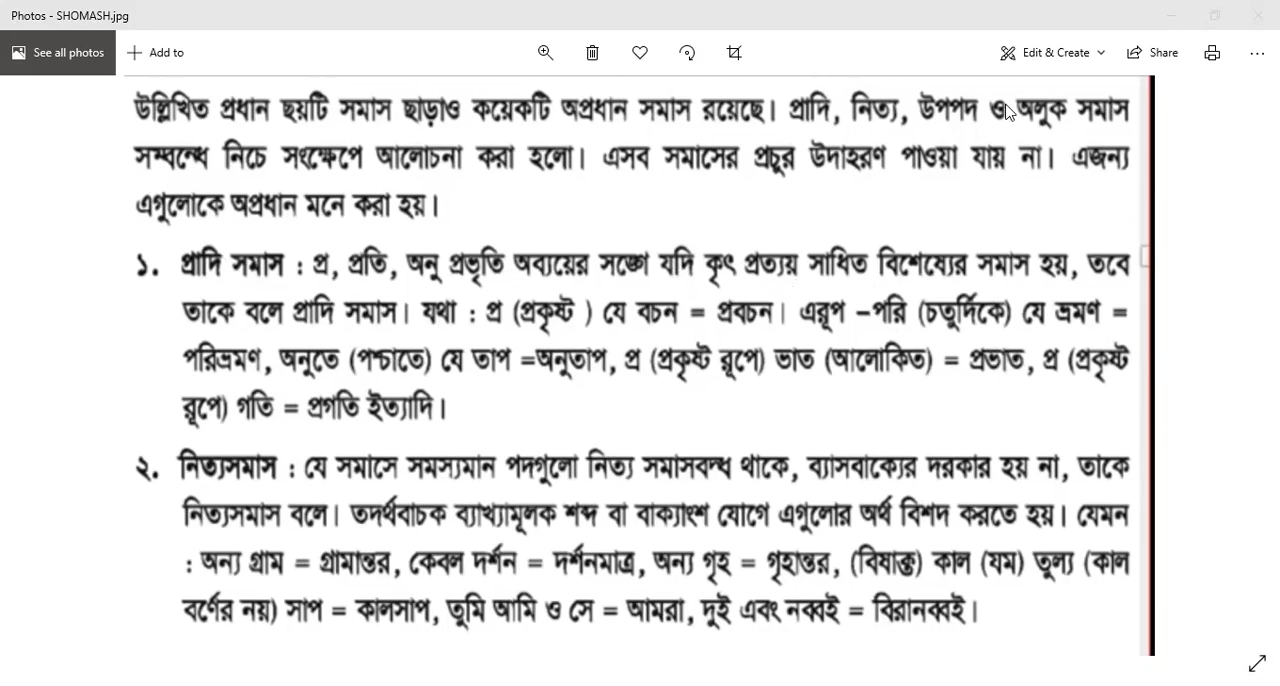 Photos - SHOMASH.jpg
See all photos
Add to
Edit & Create
Share
উল্লিখিত প্রধান ছয়টি সমাস ছাড়াও কয়েকটি অপ্রধান সমাস রয়েছে। প্রাদি, নিত্য, উপপদ ও অলুক সমাস
সম্বন্ধে নিচে সংক্ষেপে আলোচনা করা হলো। এসব সমাসের প্রচুর উদাহরণ পাওয়া যায় না। এজন্য
এগুলোকে অপ্রধান মনে করা হয়।
১. প্রাদি সমাস : প্র, প্রতি, অনু প্রভৃতি অব্যয়ের সঙ্গে যদি কৃৎ প্রত্যয় সাধিত বিশেষ্যের সমাস হয়, তবে
তাকে বলে প্রাদি সমাস। যথা : প্র (প্রকৃষ্ট ) যে বচন = প্রবচন। এরূপ –পরি (চতুর্দিকে) যে ভ্রমণ =
পরিভ্রমণ, অনুতে (পশ্চাতে) যে তাপ =অনুতাপ, প্র (প্রকৃষ্ট রূপে) ভাত (আলোকিত) = প্রভাত, প্র (প্রকৃষ্ট
রূপে) গতি = প্রগতি ইত্যাদি।
২. নিত্যসমাস : যে সমাসে সমস্যমান পদগুলো নিত্য সমাসবদ্ধ থাকে, ব্যাসবাক্যের দরকার হয় না, তাকে
নিত্যসমাস বলে। তদর্থবাচক ব্যাখ্যামূলক শব্দ বা বাক্যাংশ যোগে এগুলোর অর্থ বিশদ করতে হয়। যেমন
: অন্য গ্রাম = গ্রামান্তর, কেবল দর্শন = দর্শনমাত্র, অন্য গৃহ = গৃহান্তর, (বিষাক্ত) কাল (যম) তুল্য (কাল
বর্ণের নয়) সাপ = কালসাপ, তুমি আমি ও সে = আমরা, দুই এবং নব্বই = বিরানব্বই।